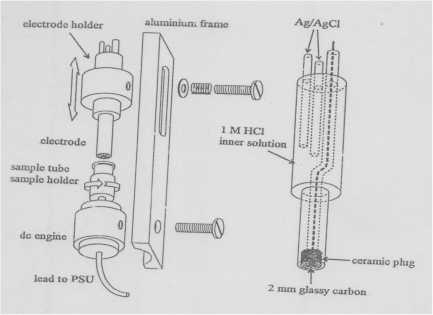 electrode holder
aluminium frame
Ag/AgCl
1 M HCl
inner solution
electrode
sample tube
sample holder
dc engine
lead to PSU
ceramic plug
2 mm glassy carbon